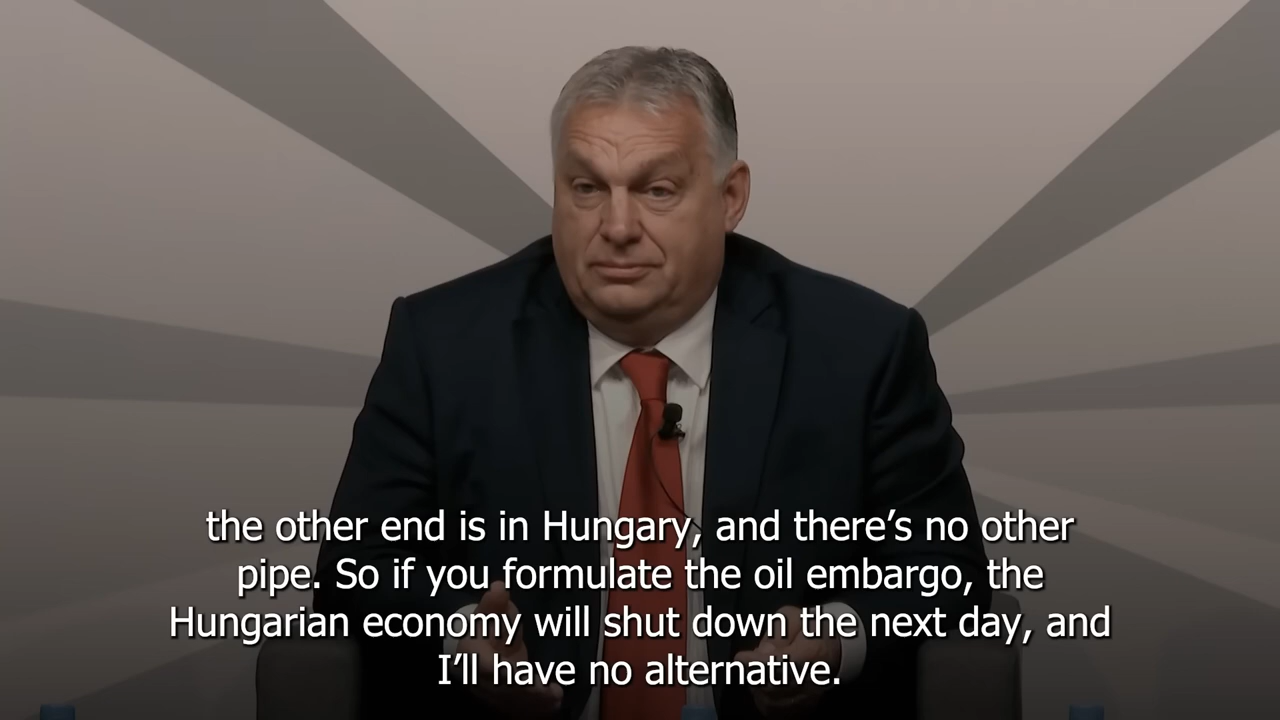 the other end is in Hungary, and there’s no other
pipe. So if you formulate the oil embargo, the
Hungarian economy will shut down the next day, and
I’ll have no alternative.